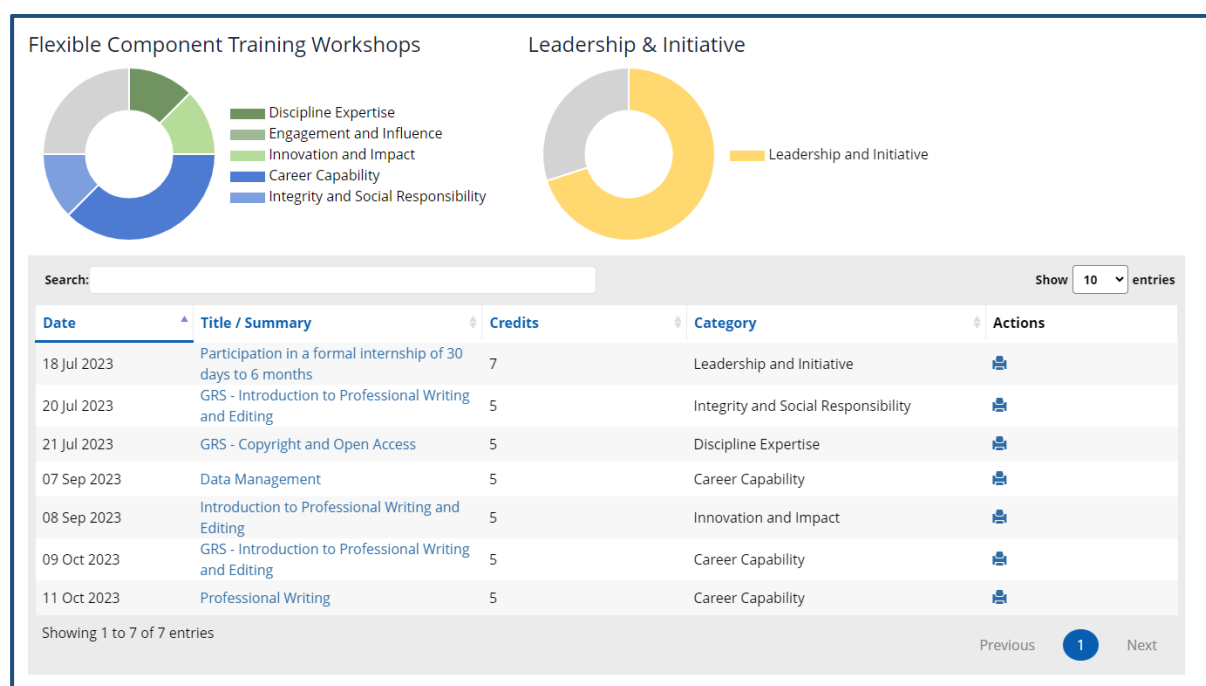 Flexible Component Training Workshops
Leadership & Initiative
Discipline Expertise
Engagement and Influence
Innovation and Impact
Career Capability
Integrity and Social Responsibility
Leadership and Initiative
Search:
Show 10 entries
Date Title / Summary Credits Category Actions
18 Jul 2023 Participation in a formal internship of 30 days to 6 months 7 Leadership and Initiative
20 Jul 2023 GRS - Introduction to Professional Writing and Editing 5 Integrity and Social Responsibility
21 Jul 2023 GRS - Copyright and Open Access 5 Discipline Expertise
07 Sep 2023 Data Management 5 Career Capability
08 Sep 2023 Introduction to Professional Writing and Editing 5 Innovation and Impact
09 Oct 2023 GRS - Introduction to Professional Writing and Editing 5 Career Capability
11 Oct 2023 Professional Writing 5 Career Capability
Showing 1 to 7 of 7 entries
Previous 1 Next